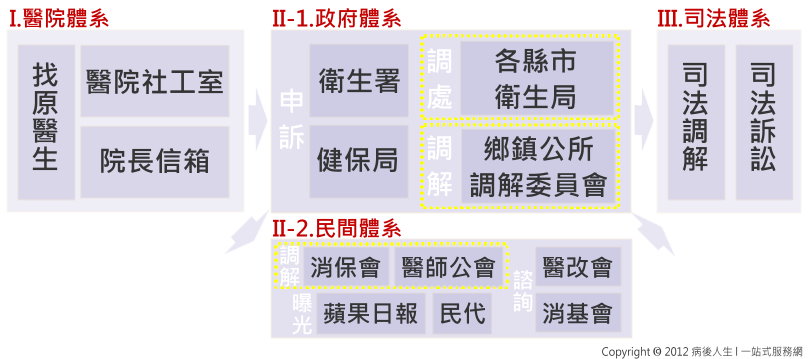 I.醫院體系
找原醫生
醫院社工室
院長信箱
II-1.政府體系
申訴
衛生署
健保局
調處
各縣市
衛生局
調解
鄉鎮公所
調解委員會
III.司法體系
司法調解
司法訴訟
II-2.民間體系
調解
消保會
醫師公會
曝光
蘋果日報
民代
諮詢
醫改會
消基會
Copyright © 2012 病後人生 | 一站式服務網